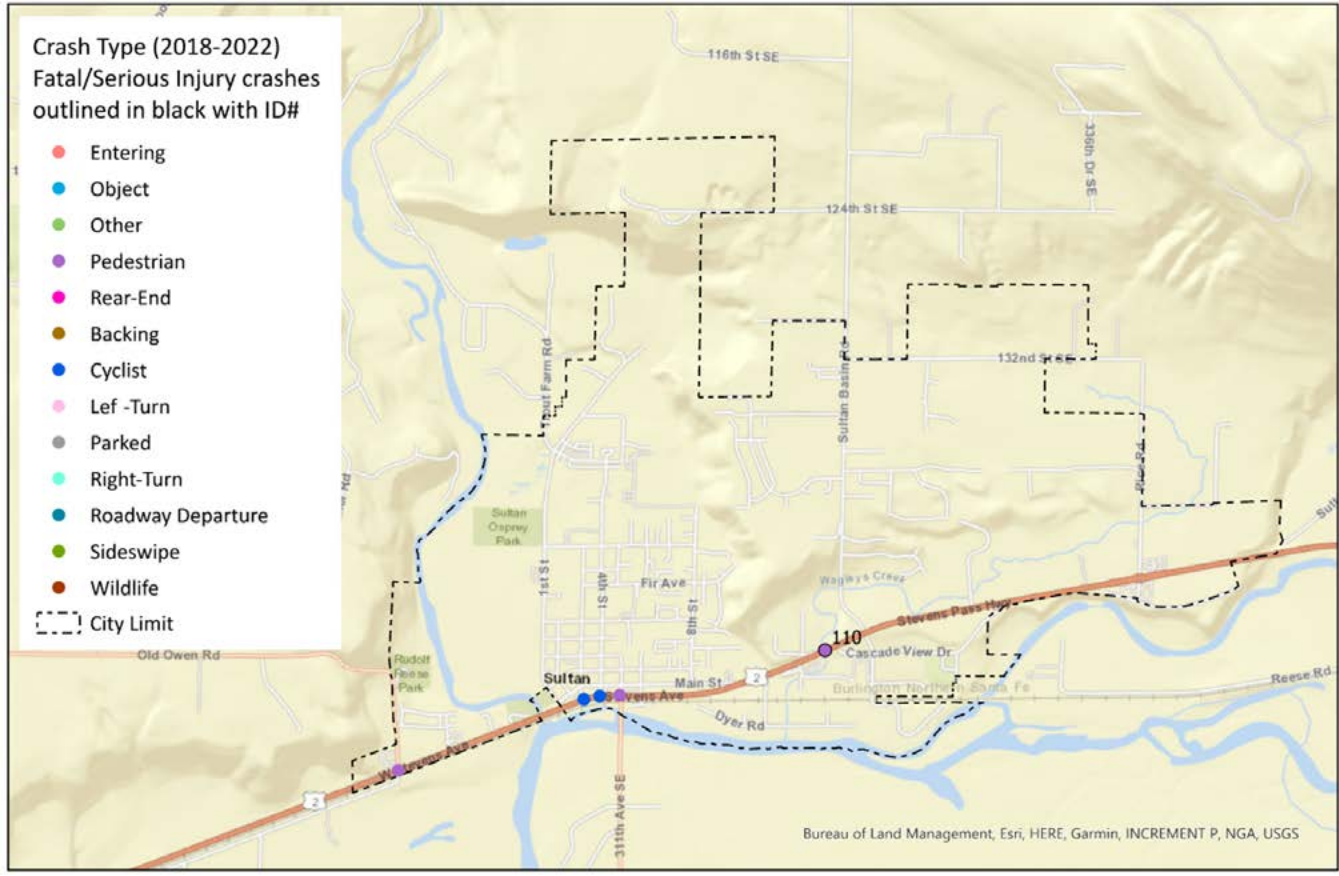 Crash Type (2018-2022)
Fatal/Serious Injury crashes
outlined in black with ID#
Entering
Object
Other
Pedestrian
Rear-End
Backing
Cyclist
Lef -Turn
Parked
Right-Turn
Roadway Departure
Sideswipe
Wildlife
City Limit
116th St SE
336th Dr SE
124th St SE
132nd St SE
Trout Farm Rd
Sultan Basin Rd
Rice Rd
Rd
Sultan
Osprey
Park
1st St
4th St
Fir Ave
8th St
Wagleys Creek
Stevens Pass Hwy
110
Cascade View Dr
Old Owen Rd
Rudolf
Reese
Park
Sultan
Main St
2
Stevens Ave
Burlington Northern Santa Fe
Reese Rd
Dyer Rd
W Stevens Ave
2
311th Ave SE
Bureau of Land Management, Esri, HERE, Garmin, INCREMENT P, NGA, USGS